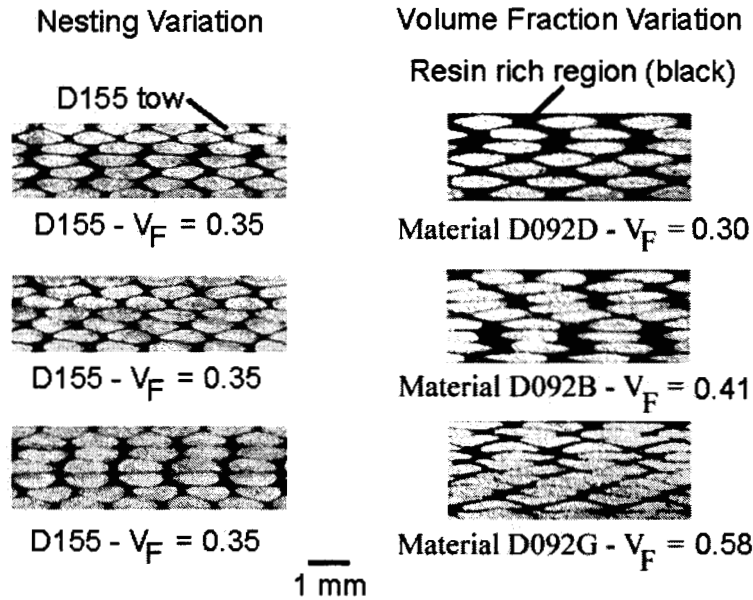 Nesting Variation
D155 tow
D155 - VF = 0.35
D155 - VF = 0.35
D155 - VF = 0.35
Volume Fraction Variation
Resin rich region (black)
Material D092D - VF = 0.30
Material D092B - VF = 0.41
Material D092G - VF = 0.58
1 mm